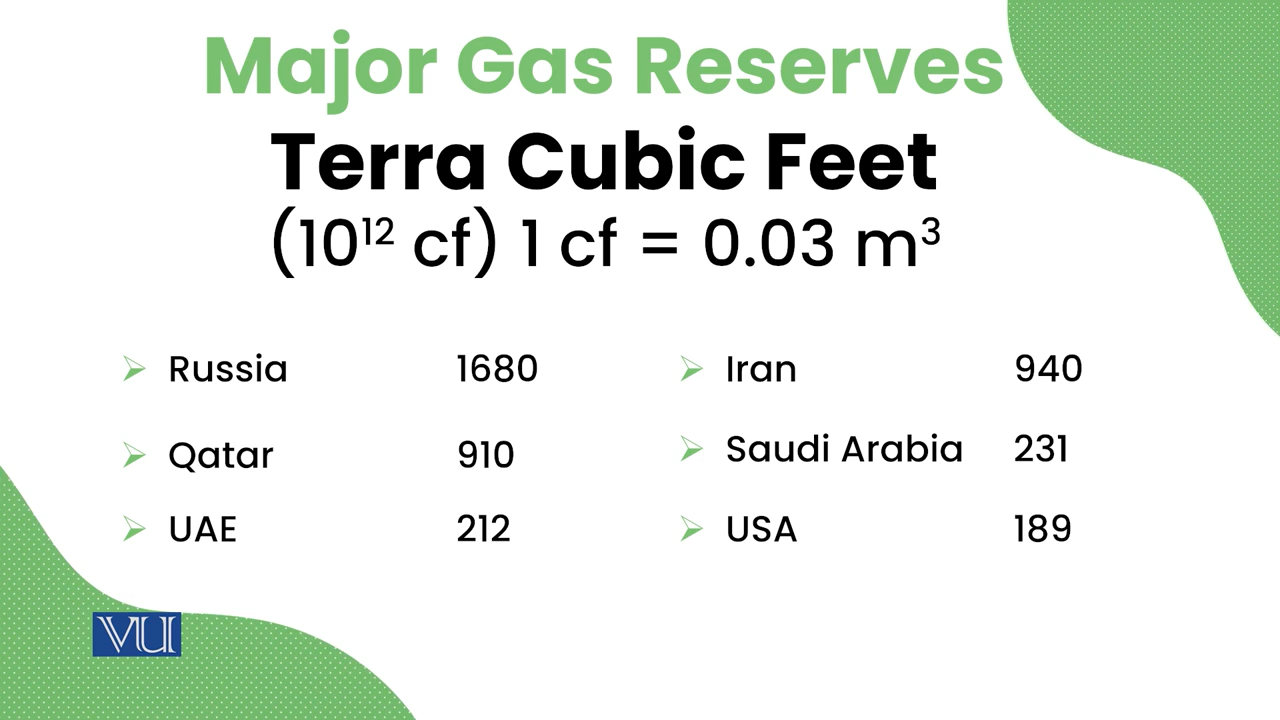 Major Gas Reserves
Terra Cubic Feet
(10¹² cf) 1 cf = 0.03 m³
Russia 1680
Iran 940
Qatar 910
Saudi Arabia 231
UAE 212
USA 189
VU